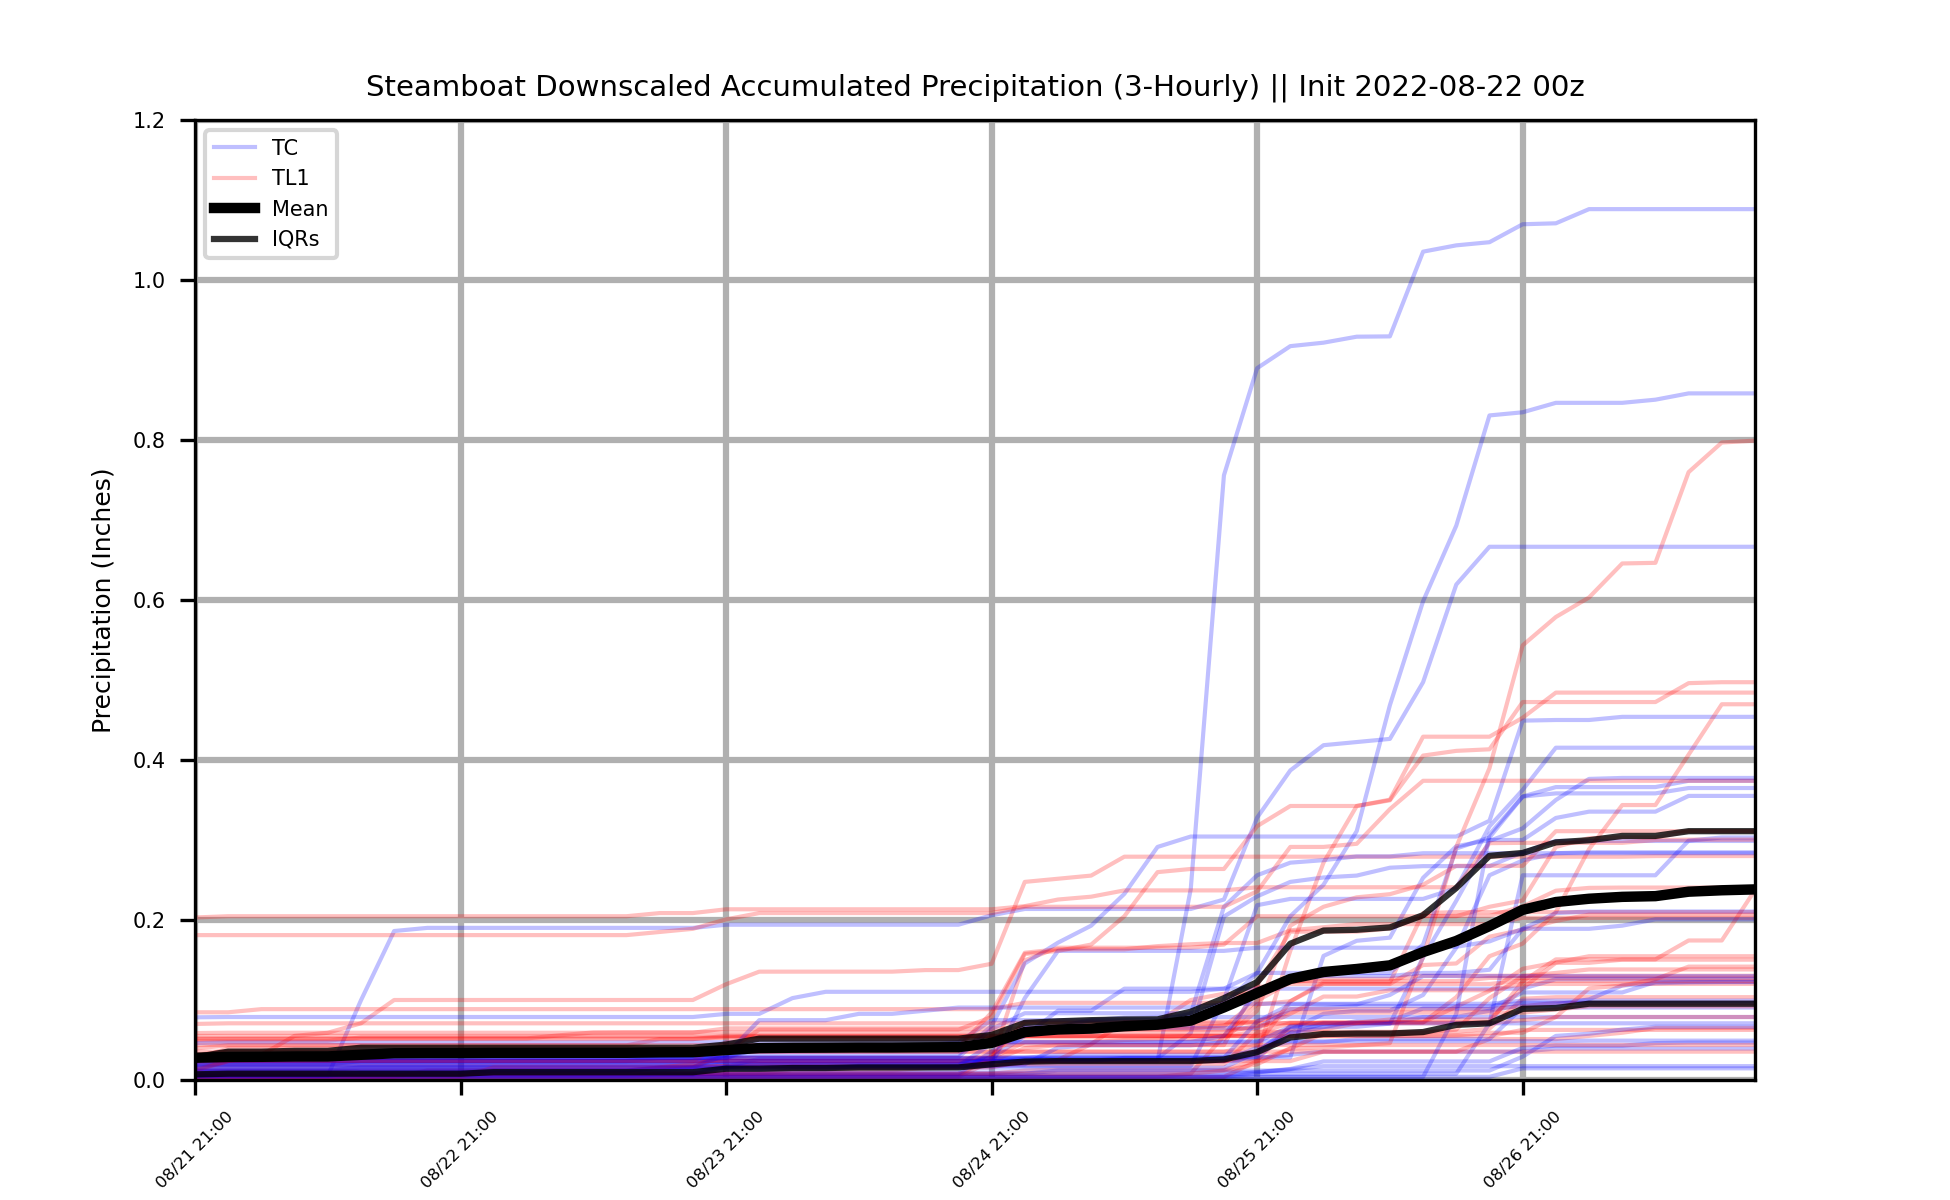 Steamboat Downscaled Accumulated Precipitation (3-Hourly) || Init 2022-08-22 00z
TC
TL1
Mean
IQRs
Precipitation (Inches)
1.2
1.0
0.8
0.6
0.4
0.2
0.0
08/21 21:00
08/22 21:00
08/23 21:00
08/24 21:00
08/25 21:00
08/26 21:00